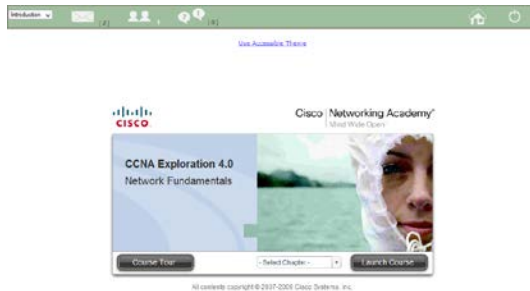 Introduction
Use Accessible Theme
CISCO
Cisco Networking Academy®
Mind Wide Open
CCNA Exploration 4.0
Network Fundamentals
Course Tour
- Select Chapter -
Launch Course
All contents copyright © 2007-2008 Cisco Systems, Inc.